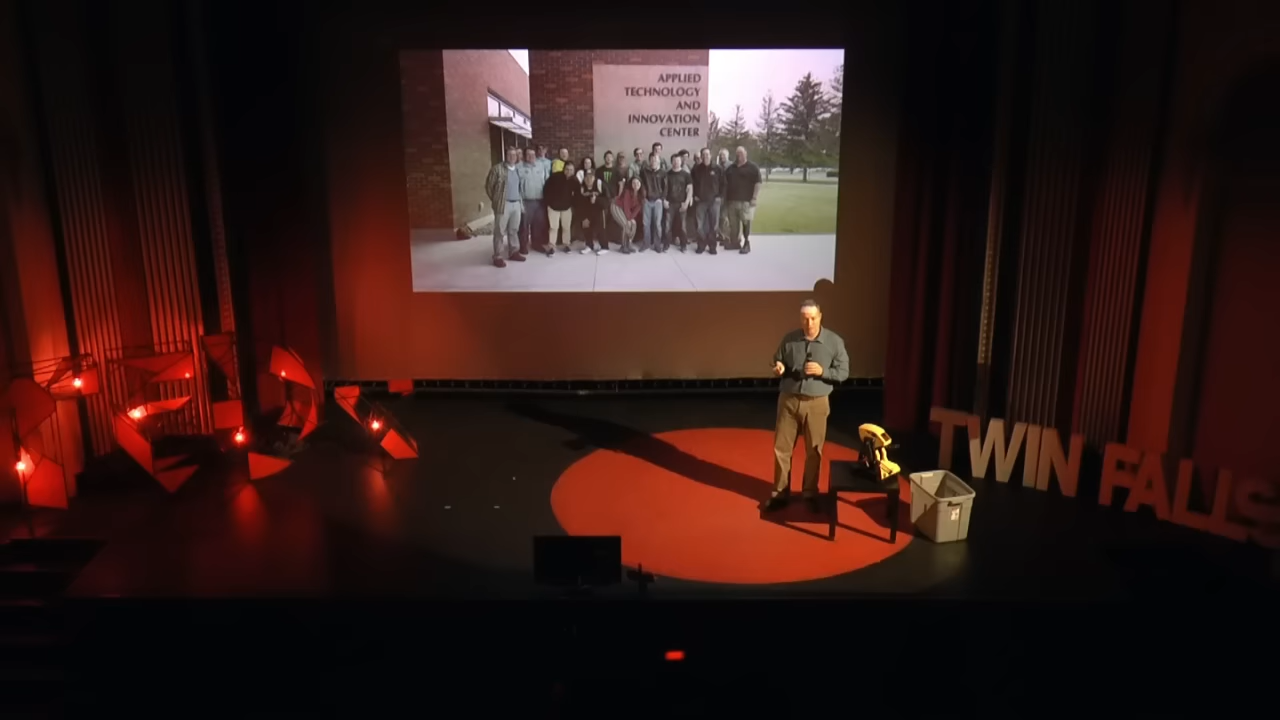 APPLIED
TECHNOLOGY
AND
INNOVATION
CENTER
TWIN FALLS